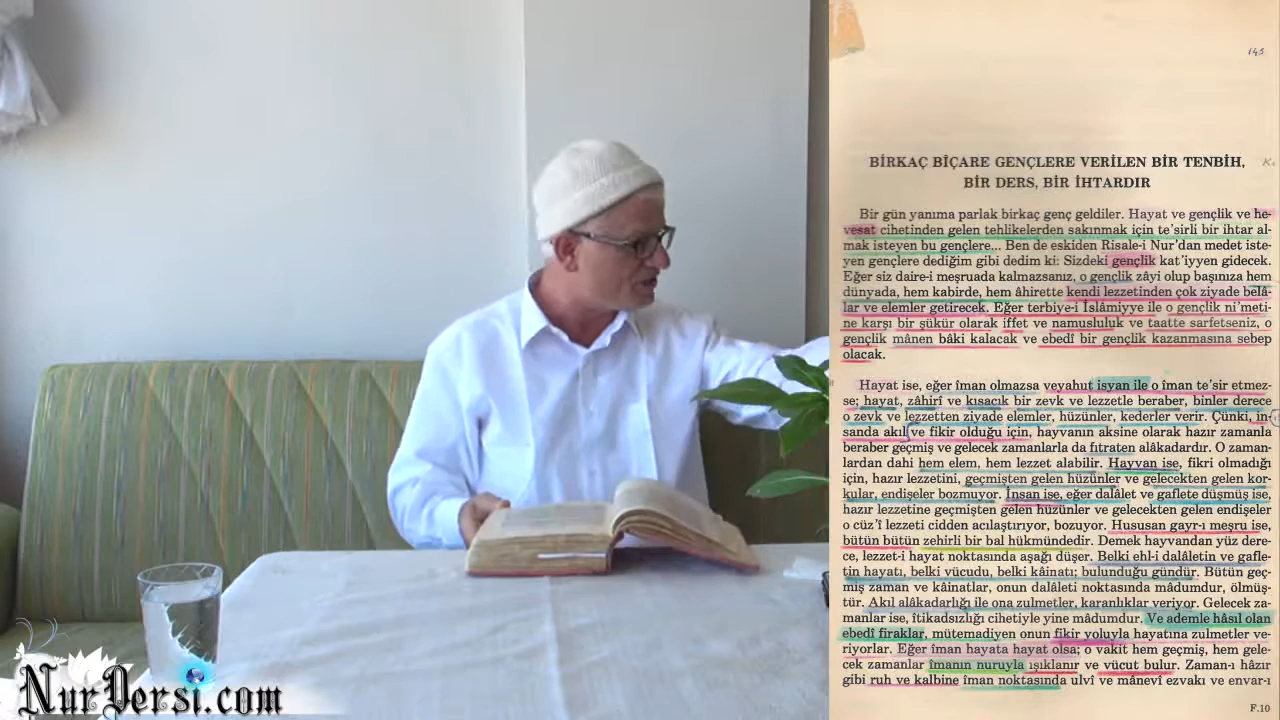 145
BİRKAÇ BİÇARE GENÇLERE VERİLEN BİR TENBİH,
BİR DERS, BİR İHTARDIR
Bir gün yanıma parlak birkaç genç geldiler. Hayat ve gençlik ve he-
vesat cihetinden gelen tehlikelerden sakınmak için te'sirli bir ihtar al-
mak isteyen bu gençlere... Ben de eskiden Risale-i Nur'dan medet iste-
yen gençlere dediğim gibi dedim ki: Sizdeki gençlik kat'iyyen gidecek.
Eğer siz daire-i meşruada kalmazsanız, o gençlik zâyi olup başınıza hem
dünyada, hem kabirde, hem âhirette kendi lezzetinden çok ziyade belâ-
lar ve elemler getirecek. Eğer terbiye-i İslâmiyye ile o gençlik ni'meti-
ne karşı bir şükür olarak iffet ve namusluluk ve taatte sarfetseniz, o
gençlik mânen bâki kalacak ve ebedî bir gençlik kazanmasına sebep
olacak.
Hayat ise, eğer îman olmazsa veyahut isyan ile o îman te'sir etmez-
se; hayat, zâhirî ve kısacık bir zevk ve lezzetle beraber, binler derece
o zevk ve lezzetten ziyade elemler, hüzünler, kederler verir. Çünki, in-
sanda akıl ve fikir olduğu için, hayvanın aksine olarak hazır zamanla
beraber geçmiş ve gelecek zamanlarla da fıtraten alâkadardır. O zaman-
lardan dahi hem elem, hem lezzet alabilir. Hayvan ise, fikri olmadığı
için, hazır lezzetini, geçmişten gelen hüzünler ve gelecekten gelen kor-
kular, endişeler bozmuyor. İnsan ise, eğer dalâlet ve gaflete düşmüş ise,
hazır lezzetine geçmişten gelen hüzünler ve gelecekten gelen endişeler
o cüz'î lezzeti cidden acılaştırıyor, bozuyor. Hususan gayr-ı meşru ise,
bütün bütün zehirli bir bal hükmündedir. Demek hayvandan yüz dere-
ce, lezzet-i hayat noktasında aşağı düşer. Belki ehl-i dalâletin ve gafle-
tin hayatı, belki vücudu, belki kâinatı; bulunduğu gündür. Bütün geç-
miş zaman ve kâinatlar, onun dalâleti noktasında mâdumdur, ölmüş-
tür. Akıl alâkadarlığı ile ona zulmetler, karanlıklar veriyor. Gelecek za-
manlar ise, îtikadsızlığı cihetiyle yine mâdumdur. Ve ademle hâsıl olan
ebedî firaklar, mütemadiyen onun fikir yoluyla hayatına zulmetler ve-
riyorlar. Eğer îman hayata hayat olsa; o vakit hem geçmiş, hem gele-
cek zamanlar îmanın nuruyla ışıklanır ve vücut bulur. Zaman-ı hâzır
gibi ruh ve kalbine îman noktasında ulvî ve mânevî ezvakı ve envar-ı
F.10
NurDersi.com